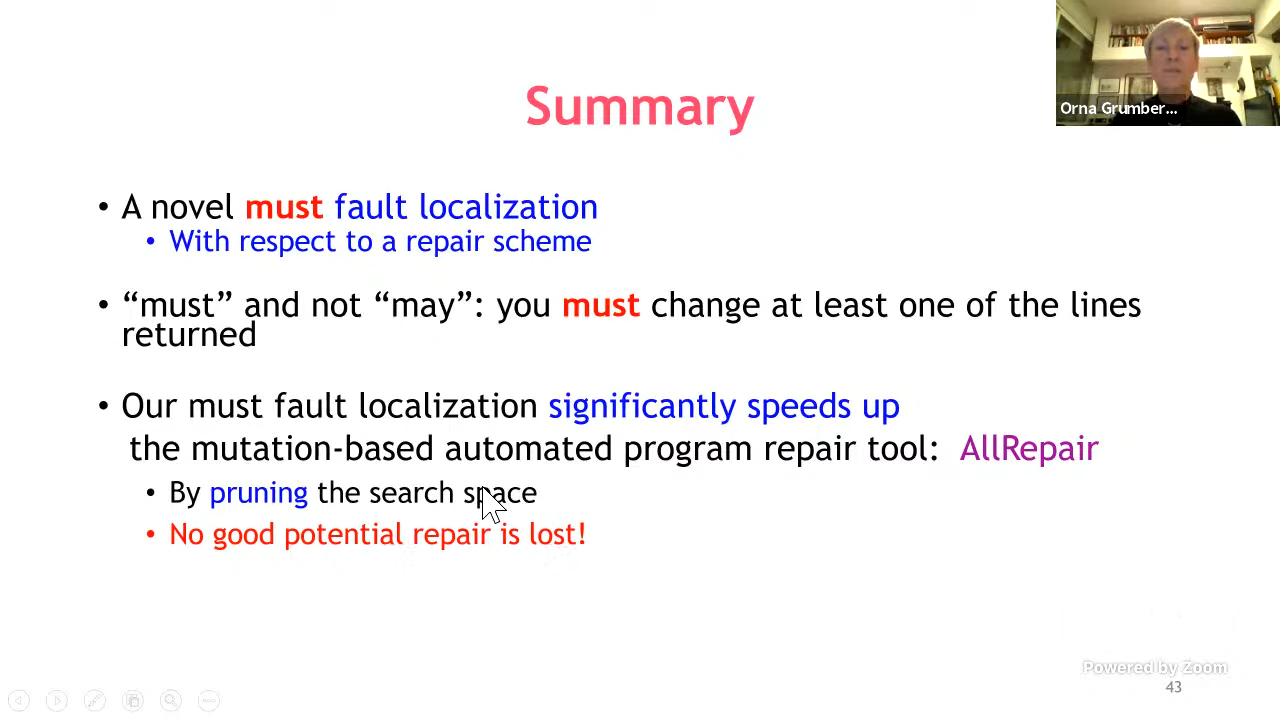 Summary
Orna Grumber...
• A novel must fault localization
• With respect to a repair scheme
• “must” and not “may”: you must change at least one of the lines
returned
• Our must fault localization significantly speeds up
the mutation-based automated program repair tool: AllRepair
• By pruning the search space
• No good potential repair is lost!
Powered by Zoom
43